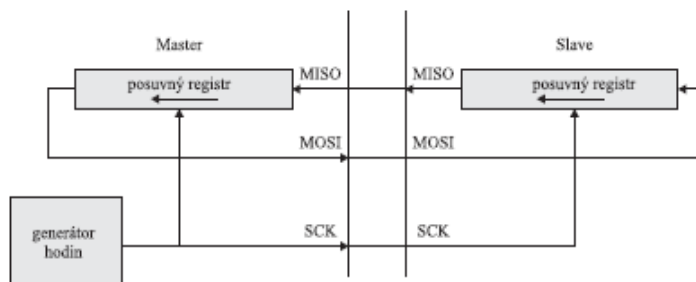 Master
Slave
posuvný registr
MISO
MISO
posuvný registr
MOSI
MOSI
generátor
hodin
SCK
SCK